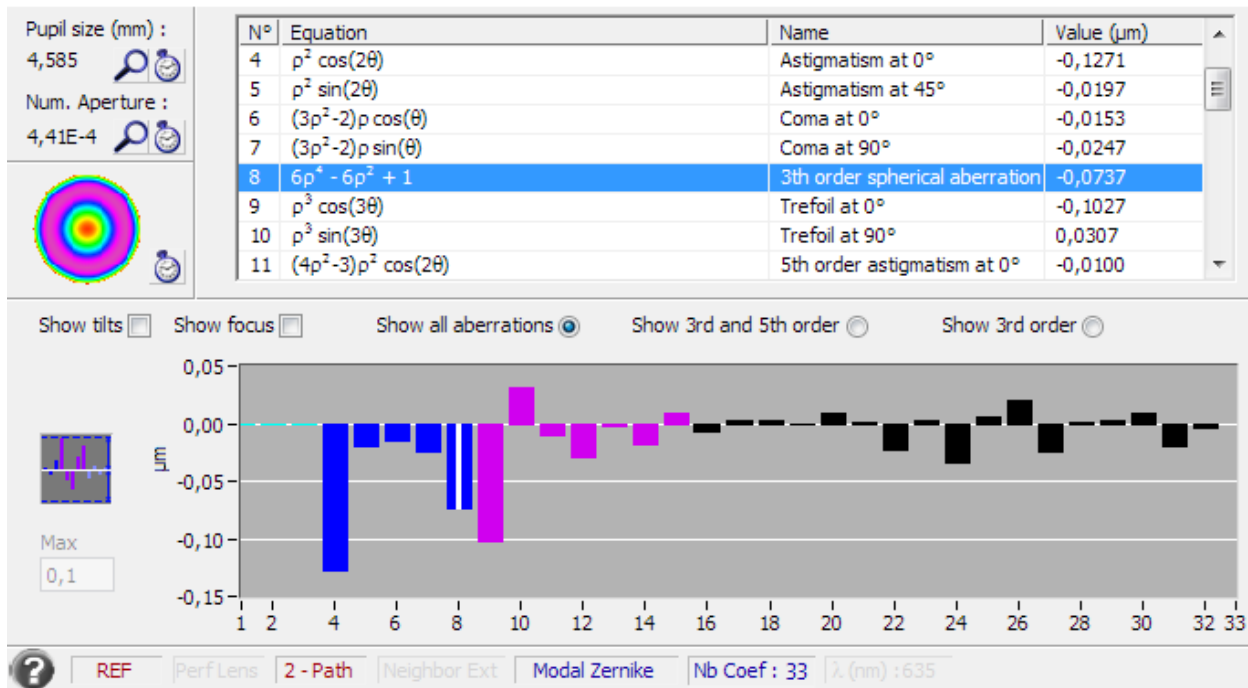 Pupil size (mm) :
4,585
Num. Aperture :
4,41E-4
N° Equation Name Value (µm)
4 ρ² cos(2θ) Astigmatism at 0° -0,1271
5 ρ² sin(2θ) Astigmatism at 45° -0,0197
6 (3ρ²-2)ρ cos(θ) Coma at 0° -0,0153
7 (3ρ²-2)ρ sin(θ) Coma at 90° -0,0247
8 6ρ⁴ - 6ρ² + 1 3th order spherical aberration -0,0737
9 ρ³ cos(3θ) Trefoil at 0° -0,1027
10 ρ³ sin(3θ) Trefoil at 90° 0,0307
11 (4ρ²-3)ρ² cos(2θ) 5th order astigmatism at 0° -0,0100
Show tilts Show focus Show all aberrations Show 3rd and 5th order Show 3rd order
0,05
0,00
µm
-0,05
-0,10
-0,15
Max
0,1
1 2 4 6 8 10 12 14 16 18 20 22 24 26 28 30 32 33
? REF Perf Lens 2 - Path Neighbor Ext Modal Zernike Nb Coef : 33 λ (nm) :635